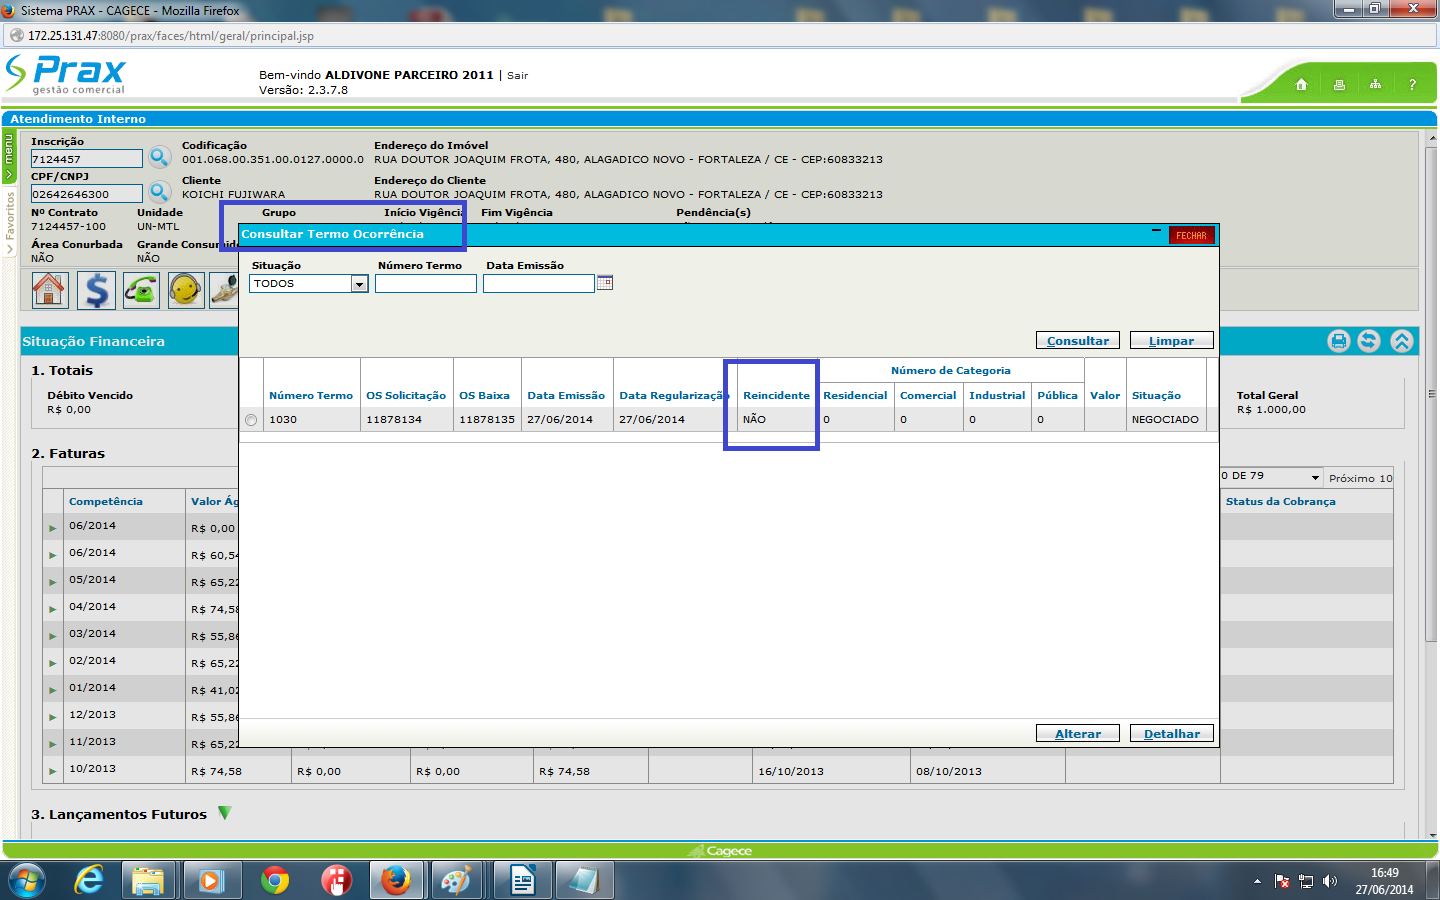 Sistema PRAX - CAGECE - Mozilla Firefox
172.25.131.47:8080/prax/faces/html/geral/principal.jsp
Prax
gestão comercial
Bem-vindo ALDIVONE PARCEIRO 2011 | Sair
Versão: 2.3.7.8
?
Atendimento Interno
menu
Favoritos
Inscrição
7124457
Codificação
001.068.00.351.00.0127.0000.0
Endereço do Imóvel
RUA DOUTOR JOAQUIM FROTA, 480, ALAGADICO NOVO - FORTALEZA / CE - CEP:60833213
CPF/CNPJ
02642646300
Cliente
KOICHI FUJIWARA
Endereço do Cliente
RUA DOUTOR JOAQUIM FROTA, 480, ALAGADICO NOVO - FORTALEZA / CE - CEP:60833213
Nº Contrato Unidade Grupo Início Vigência Fim Vigência Pendência(s)
7124457-100 UN-MTL
Área Conurbada Grande Consumido
NÃO NÃO
Consultar Termo Ocorrência
FECHAR
Situação Número Termo Data Emissão
TODOS
Consultar Limpar
Número de Categoria
Número Termo OS Solicitação OS Baixa Data Emissão Data Regularização Reincidente Residencial Comercial Industrial Pública Valor Situação
1030 11878134 11878135 27/06/2014 27/06/2014 NÃO 0 0 0 0 NEGOCIADO
Alterar Detalhar
Situação Financeira
1. Totais
Débito Vencido
R$ 0,00
Total Geral
R$ 1.000,00
2. Faturas
0 DE 79 Próximo 10
Competência Valor Ág Status da Cobrança
06/2014 R$ 0,00
06/2014 R$ 60,54
05/2014 R$ 65,22
04/2014 R$ 74,58
03/2014 R$ 55,86
02/2014 R$ 65,22
01/2014 R$ 41,02
12/2013 R$ 55,86
11/2013 R$ 65,22
10/2013 R$ 74,58 R$ 0,00 R$ 0,00 R$ 74,58 16/10/2013 08/10/2013
3. Lançamentos Futuros
Cagece
16:49
27/06/2014